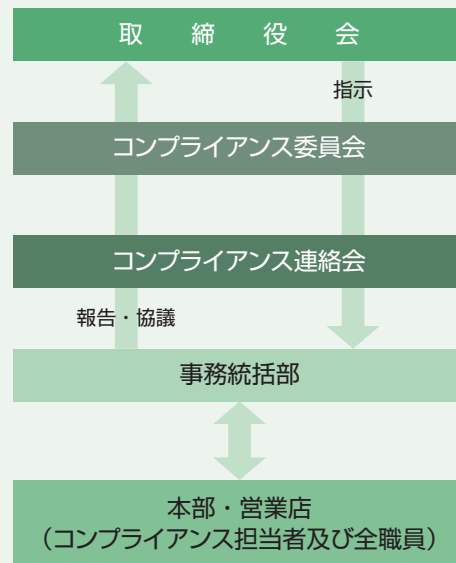 取締役会
指示
コンプライアンス委員会
コンプライアンス連絡会
報告・協議
事務統括部
本部・営業店
（コンプライアンス担当者及び全職員）